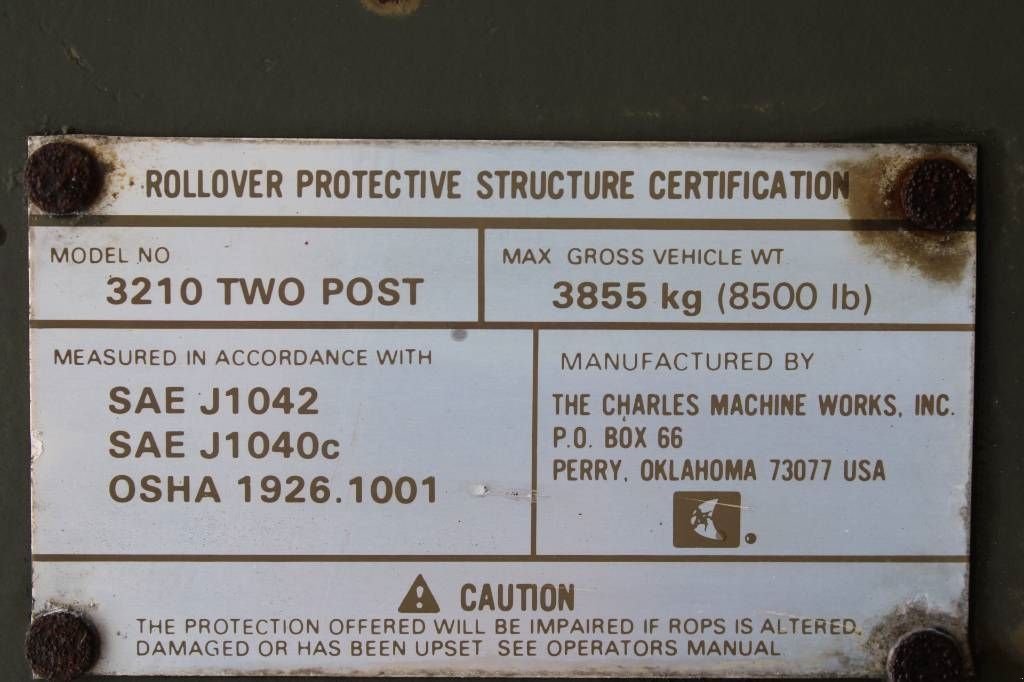 ROLLOVER PROTECTIVE STRUCTURE CERTIFICATION
MODEL NO
3210 TWO POST
MAX GROSS VEHICLE WT
3855 kg (8500 lb)
MEASURED IN ACCORDANCE WITH
SAE J1042
SAE J1040c
OSHA 1926.1001
MANUFACTURED BY
THE CHARLES MACHINE WORKS, INC.
P.O. BOX 66
PERRY, OKLAHOMA 73077 USA
CAUTION
THE PROTECTION OFFERED WILL BE IMPAIRED IF ROPS IS ALTERED,
DAMAGED OR HAS BEEN UPSET. SEE OPERATORS MANUAL